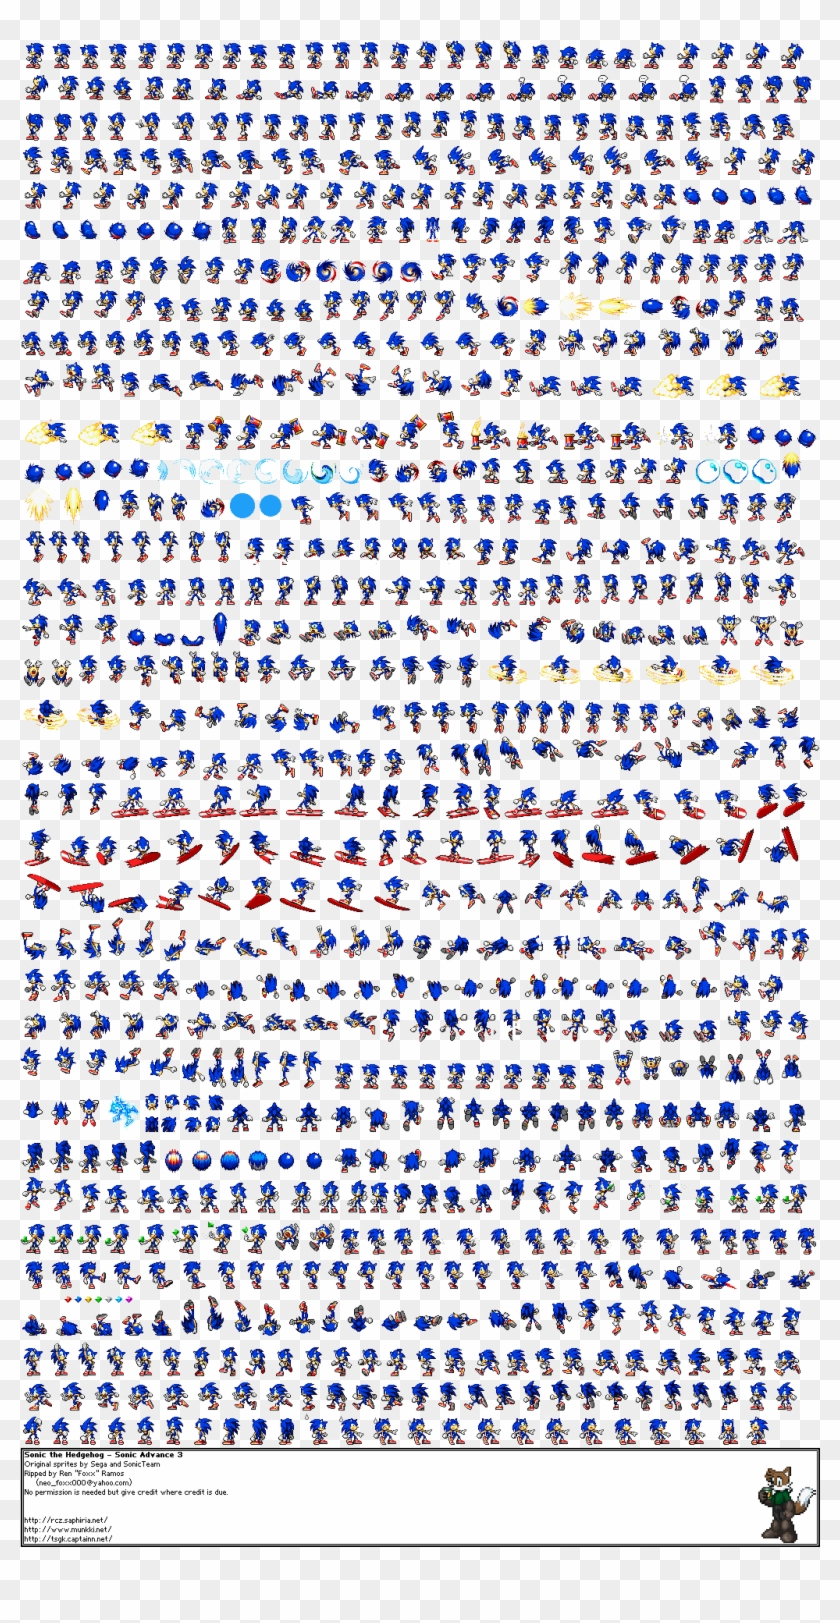 Sonic the Hedgehog - Sonic Advance 3
Original sprites by Sega and SonicTeam
Ripped by Ren "Foxx" Ramos
(neo_foxx000@yahoo.com)
No permission is needed but give credit where credit is due.
http://rcz.saphiria.net/
http://www.munkki.net/
http://tsgk.captainn.net/